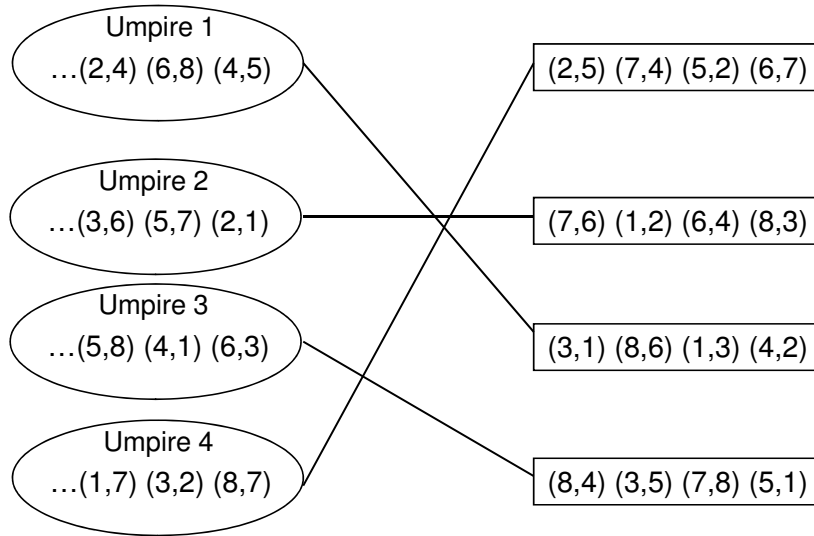 Umpire 1
…(2,4) (6,8) (4,5)
(2,5) (7,4) (5,2) (6,7)
Umpire 2
…(3,6) (5,7) (2,1)
(7,6) (1,2) (6,4) (8,3)
Umpire 3
…(5,8) (4,1) (6,3)
(3,1) (8,6) (1,3) (4,2)
Umpire 4
…(1,7) (3,2) (8,7)
(8,4) (3,5) (7,8) (5,1)